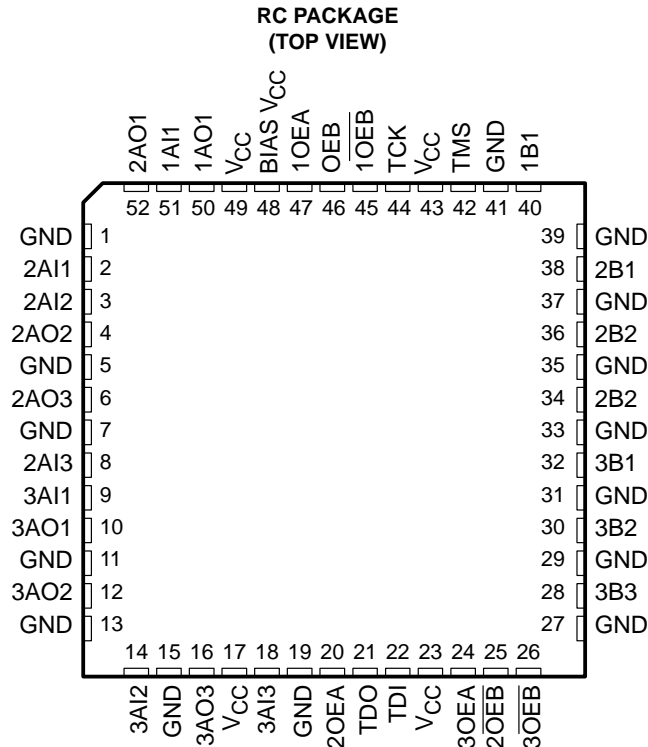 RC PACKAGE
(TOP VIEW)
2AO1
1AI1
1AO1
VCC
BIAS VCC
1OEA
OEB
1OEB
TCK
VCC
TMS
GND
1B1
52 51 50 49 48 47 46 45 44 43 42 41 40
GND 1 39 GND
2AI1 2 38 2B1
2AI2 3 37 GND
2AO2 4 36 2B2
GND 5 35 GND
2AO3 6 34 2B2
GND 7 33 GND
2AI3 8 32 3B1
3AI1 9 31 GND
3AO1 10 30 3B2
GND 11 29 GND
3AO2 12 28 3B3
GND 13 27 GND
14 15 16 17 18 19 20 21 22 23 24 25 26
3AI2
GND
3AO3
VCC
3AI3
GND
2OEA
TDO
TDI
VCC
3OEA
2OEB
3OEB